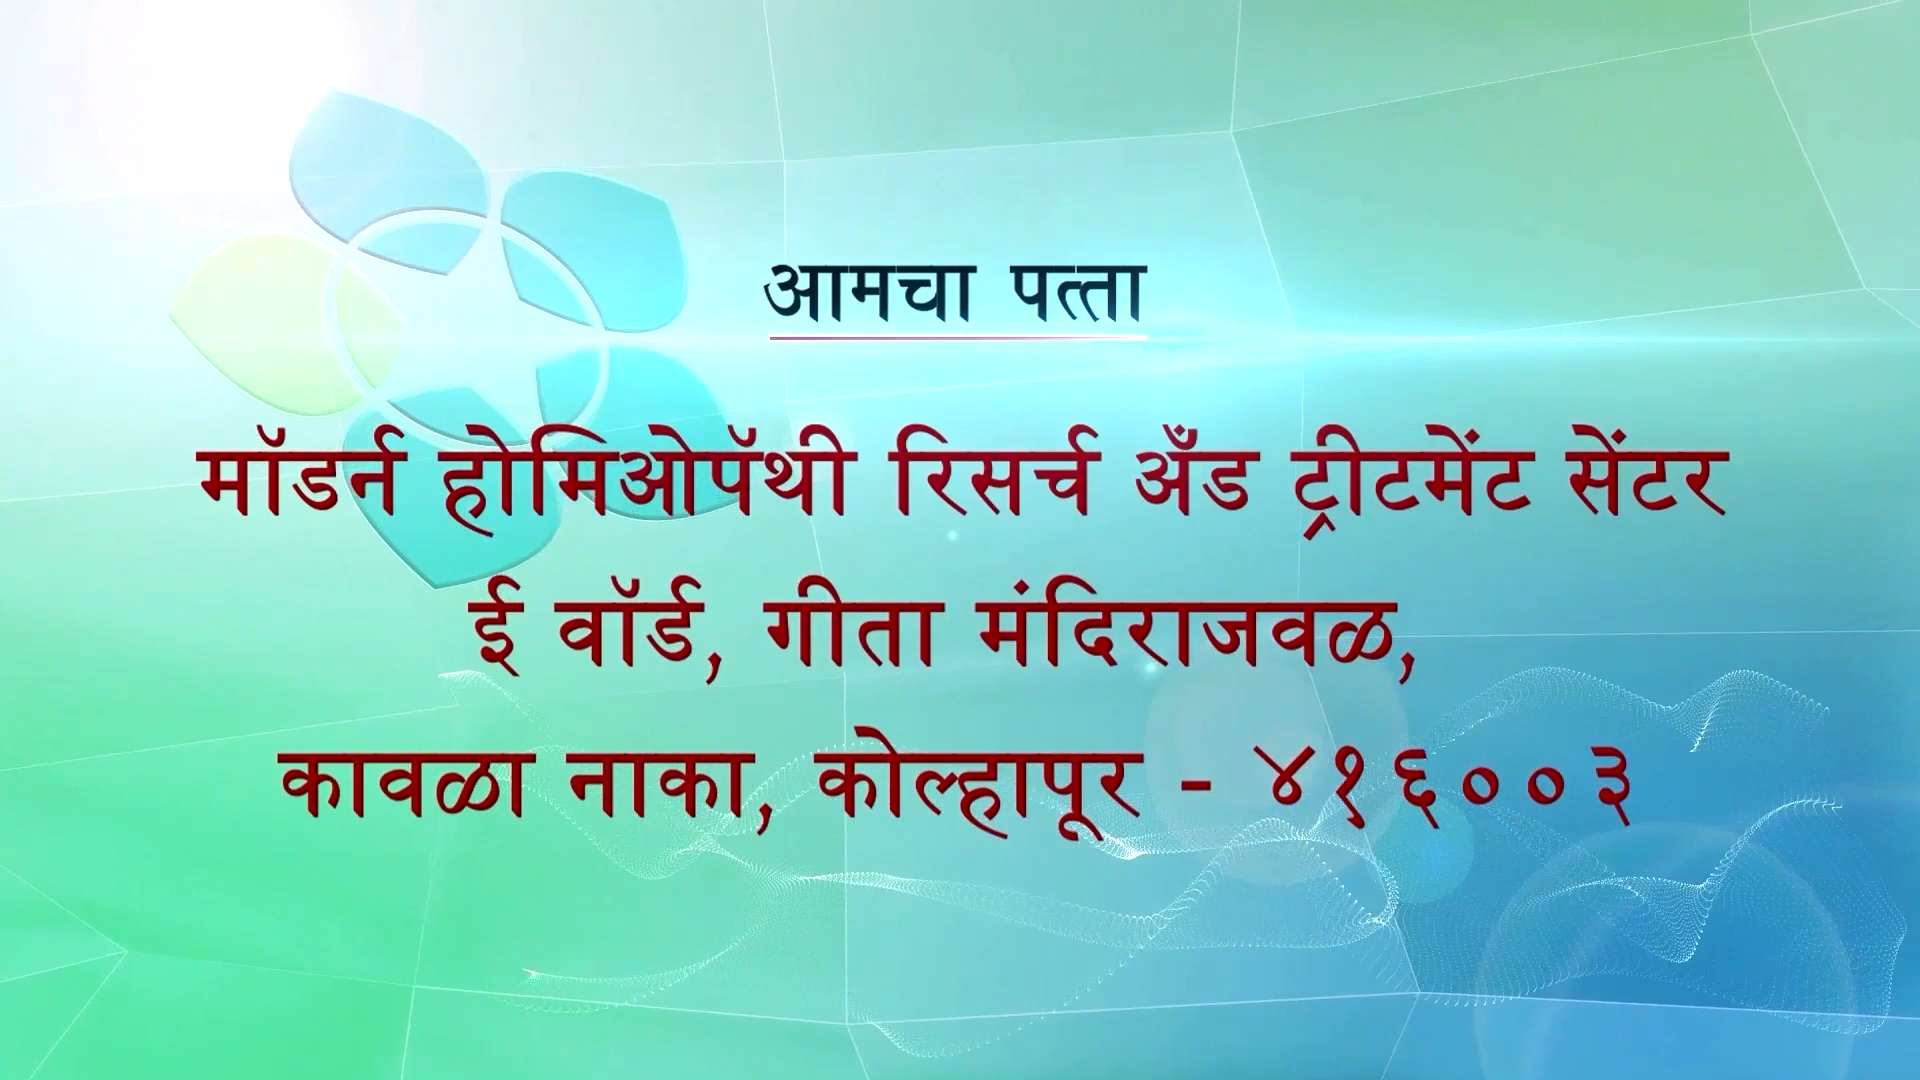 आमचा पत्ता
मॉडर्न होमिओपॅथी रिसर्च अँड ट्रीटमेंट सेंटर
ई वॉर्ड, गीता मंदिराजवळ,
कावळा नाका, कोल्हापूर - ४१६००३